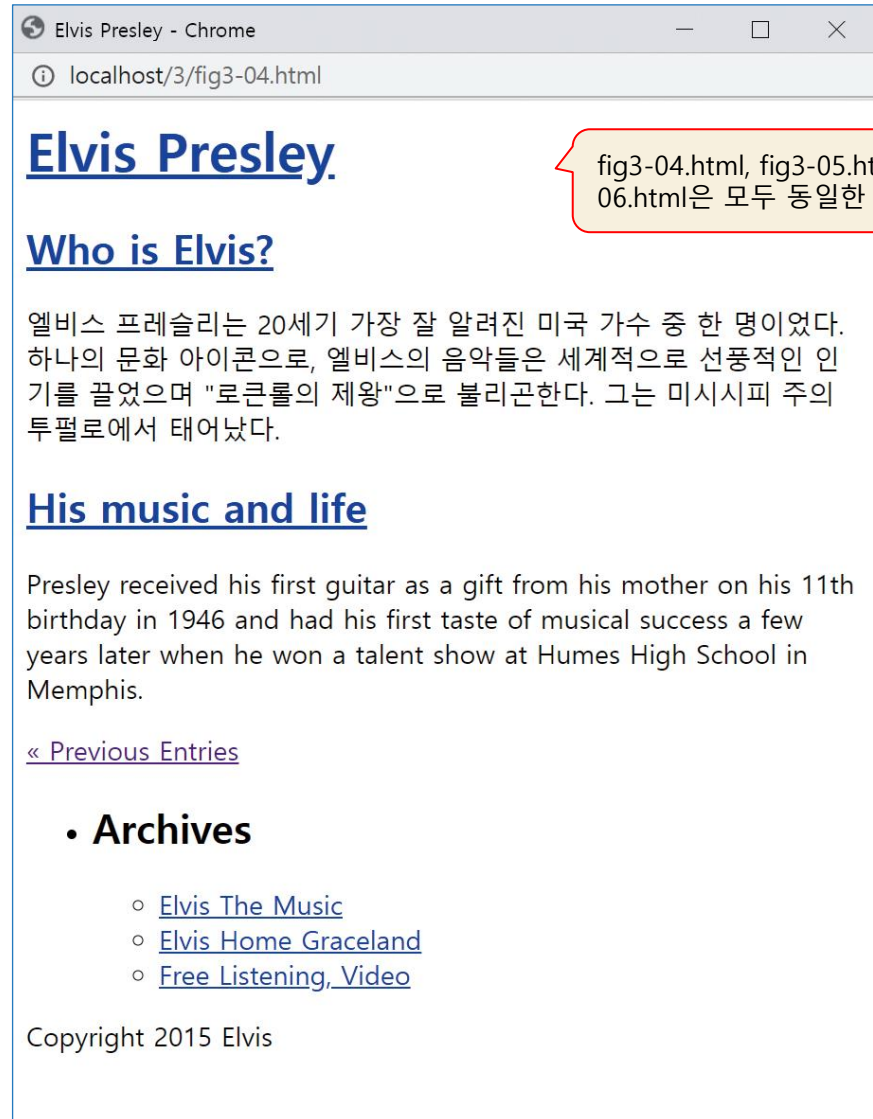 Elvis Presley - Chrome
localhost/3/fig3-04.html
Elvis Presley
fig3-04.html, fig3-05.ht
06.html은 모두 동일한
Who is Elvis?
엘비스 프레슬리는 20세기 가장 잘 알려진 미국 가수 중 한 명이었다.
하나의 문화 아이콘으로, 엘비스의 음악들은 세계적으로 선풍적인 인
기를 끌었으며 "로큰롤의 제왕"으로 불리곤한다. 그는 미시시피 주의
투펄로에서 태어났다.
His music and life
Presley received his first guitar as a gift from his mother on his 11th
birthday in 1946 and had his first taste of musical success a few
years later when he won a talent show at Humes High School in
Memphis.
« Previous Entries
• Archives
○ Elvis The Music
○ Elvis Home Graceland
○ Free Listening, Video
Copyright 2015 Elvis